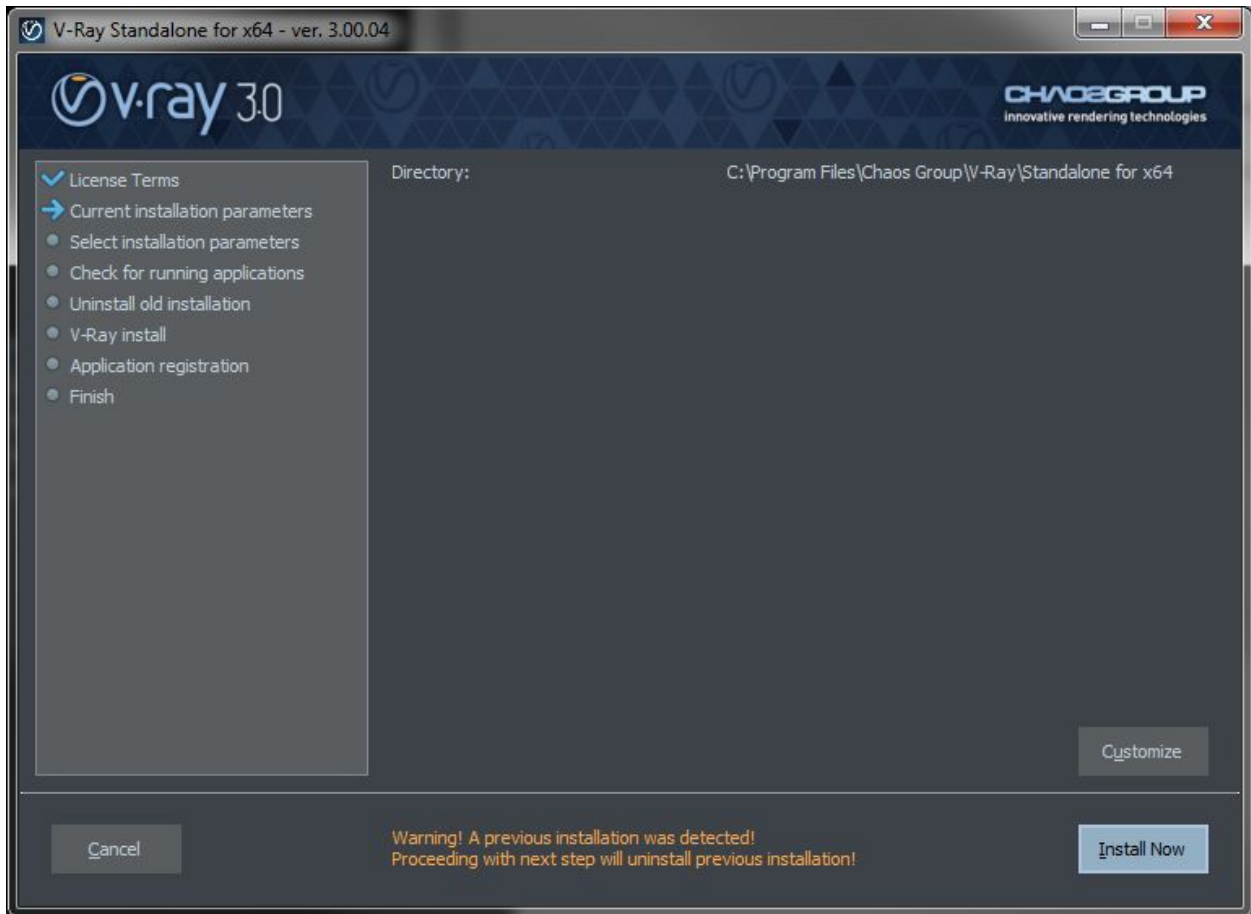 V-Ray Standalone for x64 - ver. 3.00.04
v·ray 3.0
CHAOSGROUP
innovative rendering technologies
License Terms
Current installation parameters
Select installation parameters
Check for running applications
Uninstall old installation
V-Ray install
Application registration
Finish
Directory: C:\Program Files\Chaos Group\V-Ray\Standalone for x64
Customize
Cancel
Warning! A previous installation was detected!
Proceeding with next step will uninstall previous installation!
Install Now